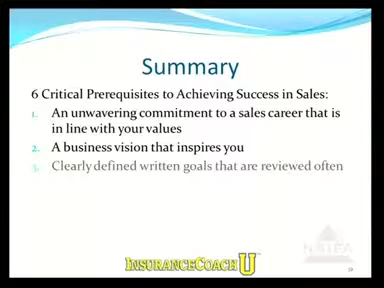 Summary
6 Critical Prerequisites to Achieving Success in Sales:
1. An unwavering commitment to a sales career that is
in line with your values
2. A business vision that inspires you
3. Clearly defined written goals that are reviewed often
INSURANCECOACH U